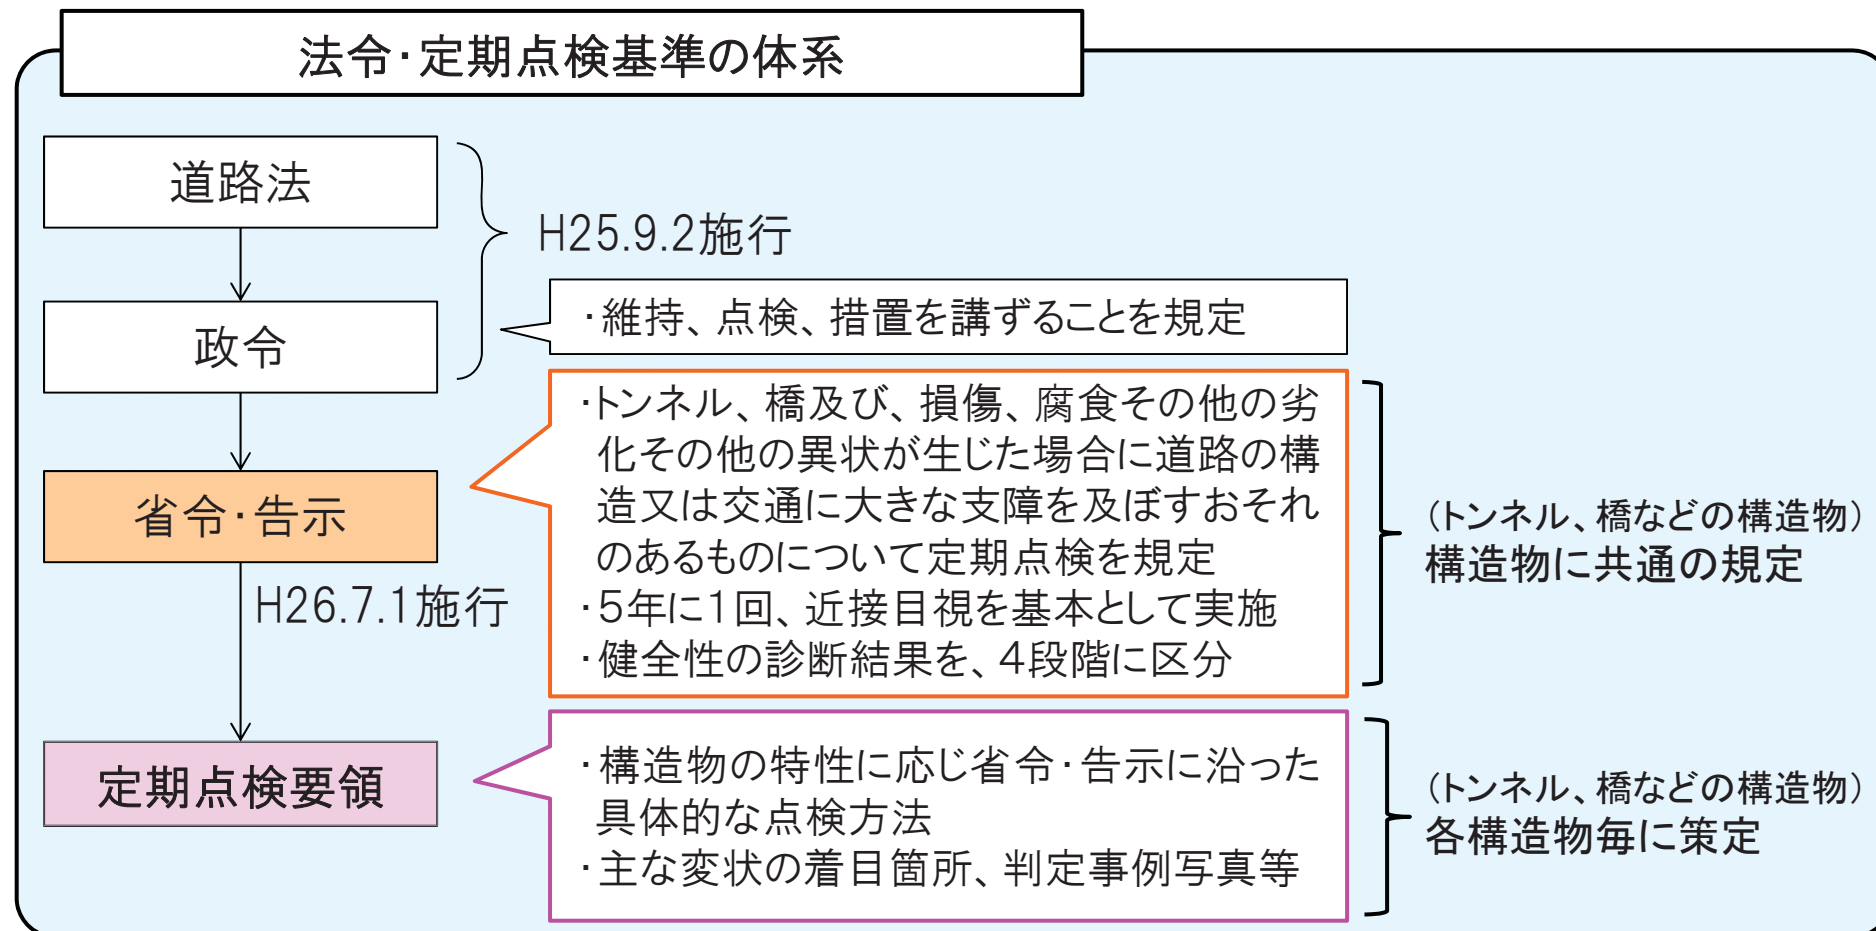 法令・定期点検基準の体系
道路法
H25.9.2施行
政令
・維持、点検、措置を講ずることを規定
省令・告示
・トンネル、橋及び、損傷、腐食その他の劣
化その他の異状が生じた場合に道路の構
造又は交通に大きな支障を及ぼすおそれ
のあるものについて定期点検を規定
・5年に1回、近接目視を基本として実施
・健全性の診断結果を、4段階に区分
（トンネル、橋などの構造物）
構造物に共通の規定
H26.7.1施行
定期点検要領
・構造物の特性に応じ省令・告示に沿った
具体的な点検方法
・主な変状の着目箇所、判定事例写真等
（トンネル、橋などの構造物）
各構造物毎に策定